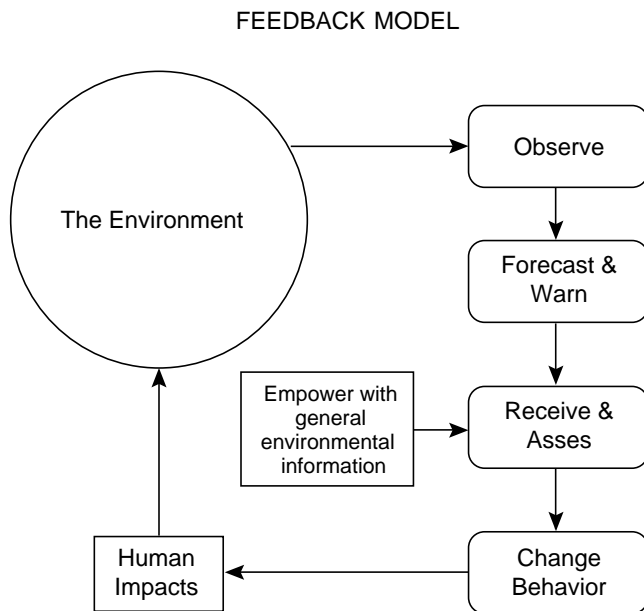 FEEDBACK MODEL
The Environment
Observe
Forecast &
Warn
Empower with
general
environmental
information
Receive &
Asses
Change
Behavior
Human
Impacts